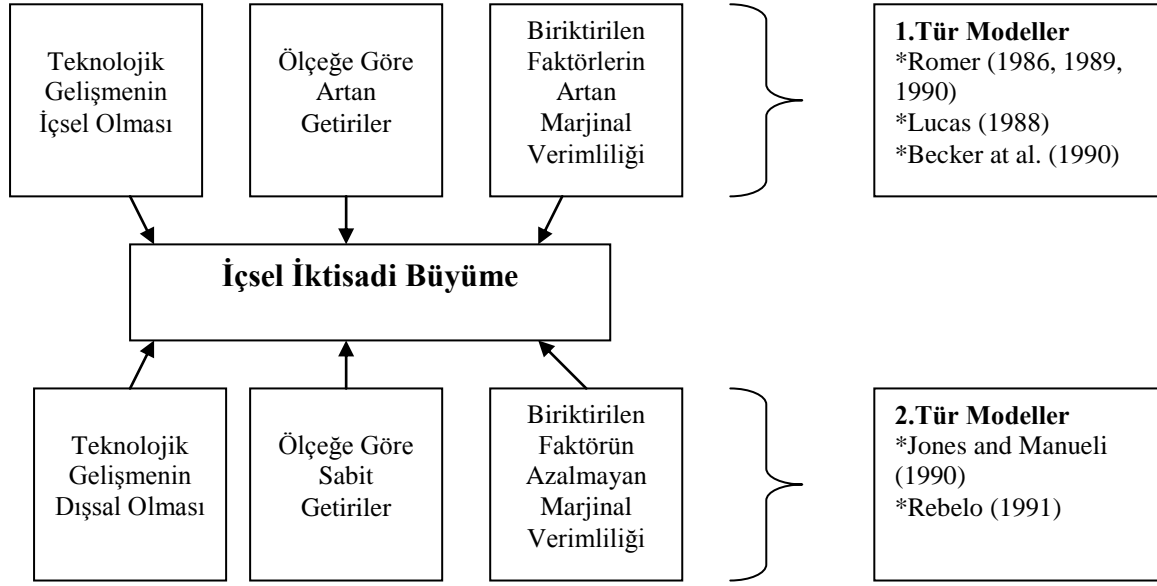 Teknolojik
Gelişmenin
İçsel Olması
Ölçeğe Göre
Artan
Getiriler
Biriktirilen
Faktörlerin
Artan
Marjinal
Verimliliği
1.Tür Modeller
*Romer (1986, 1989,
1990)
*Lucas (1988)
*Becker at al. (1990)
İçsel İktisadi Büyüme
Teknolojik
Gelişmenin
Dışsal Olması
Ölçeğe Göre
Sabit
Getiriler
Biriktirilen
Faktörün
Azalmayan
Marjinal
Verimliliği
2.Tür Modeller
*Jones and Manueli
(1990)
*Rebelo (1991)